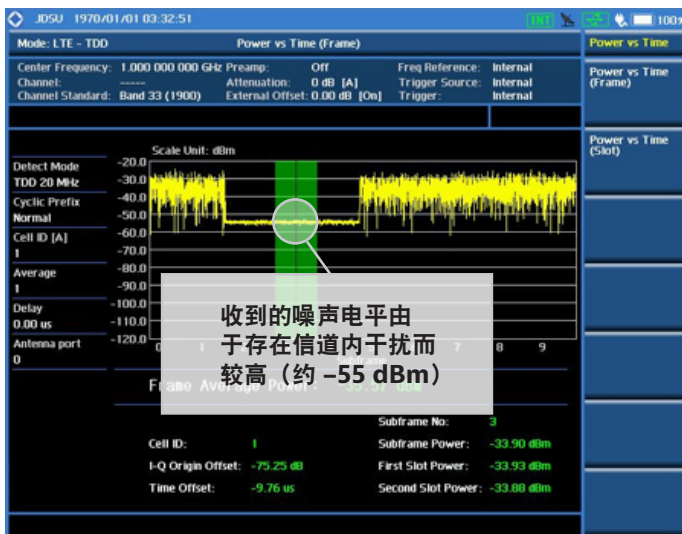 JDSU 1970/01/01 03:32:51 INT 100%
Mode: LTE - TDD Power vs Time (Frame) Power vs Time
Center Frequency: 1.000 000 000 GHz Preamp: Off Freq Reference: Internal
Channel: ----- Attenuation: 0 dB [A] Trigger Source: Internal
Channel Standard: Band 33 (1900) External Offset: 0.00 dB [On] Trigger: Internal
Power vs Time
(Frame)
Power vs Time
(Slot)
Scale Unit: dBm
Detect Mode
TDD 20 MHz
Cyclic Prefix
Normal
Cell ID [A]
1
Average
1
Delay
0.00 us
Antenna port
0
-20.0
-30.0
-40.0
-50.0
-60.0
-70.0
-80.0
-90.0
-100.0
-110.0
-120.0
0 1 7 8 9
Subframe
收到的噪声电平由
于存在信道内干扰而
较高（约 –55 dBm）
Frame Average Power: dBm
Subframe No: 3
Cell ID: 1 Subframe Power: -33.90 dBm
I-Q Origin Offset: -75.25 dB First Slot Power: -33.93 dBm
Time Offset: -9.76 us Second Slot Power: -33.88 dBm